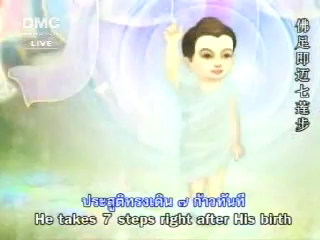 DMC
LIVE
佛足即迈七莲步
ประสูติทรงเดิน ๗ ก้าวทันที
He takes 7 steps right after His birth